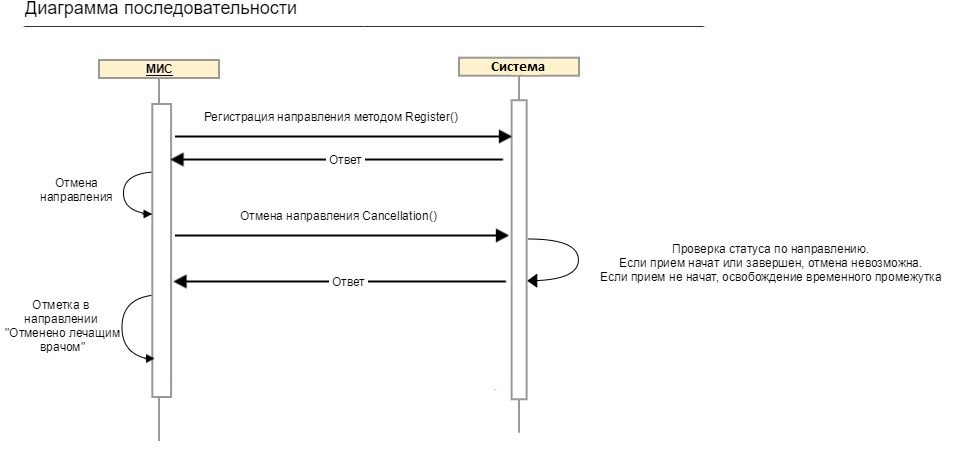 Диаграмма последовательности
МИС
Система
Регистрация направления методом Register()
Ответ
Отмена
направления
Отмена направления Cancellation()
Проверка статуса по направлению.
Если прием начат или завершен, отмена невозможна.
Если прием не начат, освобождение временного промежутка
Ответ
Отметка в
направлении
"Отменено лечащим
врачом"